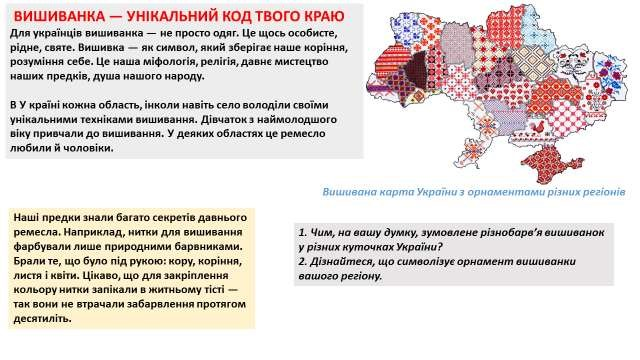 ВИШИВАНКА — УНІКАЛЬНИЙ КОД ТВОГО КРАЮ
Для українців вишиванка — не просто одяг. Це щось особисте,
рідне, святе. Вишивка — як символ, який зберігає наше коріння,
розуміння себе. Це наша міфологія, релігія, давнє мистецтво
наших предків, душа нашого народу.
В У країні кожна область, інколи навіть село володіли своїми
унікальними техніками вишивання. Дівчаток з наймолодшого
віку привчали до вишивання. У деяких областях це ремесло
любили й чоловіки.
Вишивана карта України з орнаментами різних регіонів
Наші предки знали багато секретів давнього
ремесла. Наприклад, нитки для вишивання
фарбували лише природними барвниками.
Брали те, що було під рукою: кору, коріння,
листя і квіти. Цікаво, що для закріплення
кольору нитки запікали в житньому тісті —
так вони не втрачали забарвлення протягом
десятиліть.
1. Чим, на вашу думку, зумовлене різнобарв’я вишиванок
у різних куточках України?
2. Дізнайтеся, що символізує орнамент вишиванки
вашого регіону.